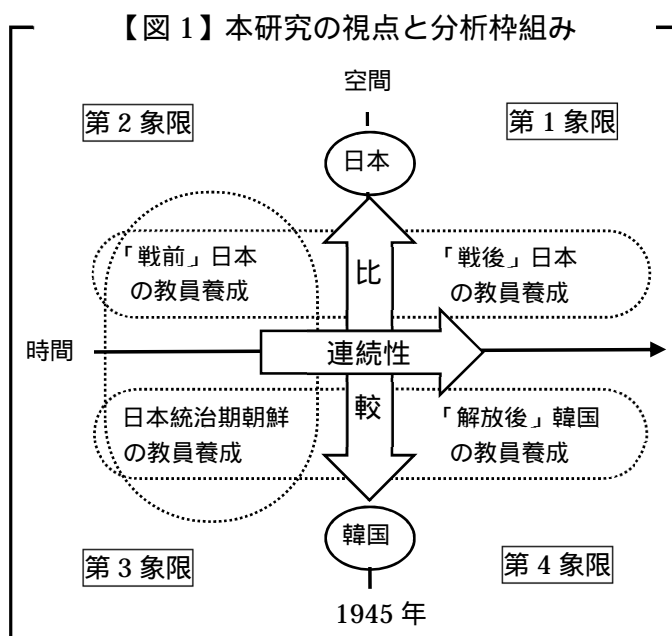 【図1】本研究の視点と分析枠組み
空間
第2象限
第1象限
日本
「戦前」日本
の教員養成
比
「戦後」日本
の教員養成
時間
連続性
日本統治期朝鮮
の教員養成
較
「解放後」韓国
の教員養成
韓国
第3象限
第4象限
1945年